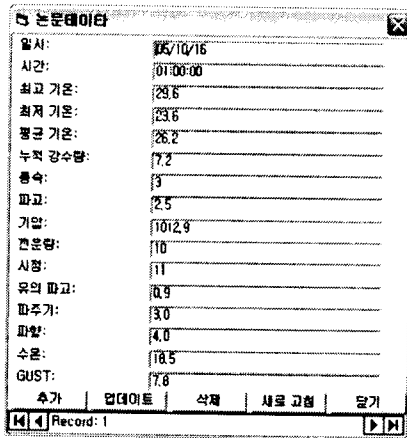 논문데이타
일시: 05/10/16
시간: 01:00:00
최고 기온: 29,6
최저 기온: 23,6
평균 기온: 26,2
누적 강수량: 7,2
풍속: 3
파고: 2,5
기압: 1012,9
전운량: 10
시정: 11
유의 파고: 0,9
파주기: 3,0
파향: 4,0
수온: 18,5
GUST: 7,8
추가 업데이트 삭제 새로 고침 닫기
Record: 1